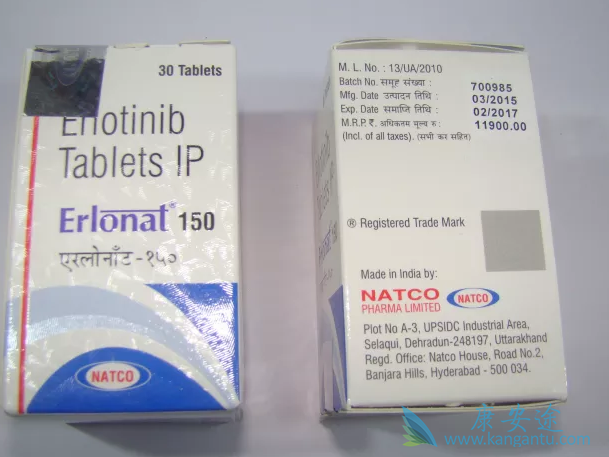 30 Tablets
Erlotinib
Tablets IP
Erlonat® 150
एरलोनॉट -१५०
NATCO
M. L. No. : 13/UA/2010
Batch No. समूह संख्या : 700985
Mfg. Date उत्पादन तिथि : 03/2015
Exp. Date समाप्ति तिथि : 02/2017
M.R.P. ₹. अधिकतम मूल्य रु : 11900.00
(Incl. of all taxes). (सभी कर सहित)
® Registered Trade Mark
Made in India by:
NATCO
PHARMA LIMITED
NATCO
Plot No A-3, UPSIDC Industrial Area,
Selaqui, Dehradun-248197, Uttarakhand
Regd. Office: Natco House, Road No.2,
Banjara Hills, Hyderabad - 500 034.
康安途
www.kangantu.com